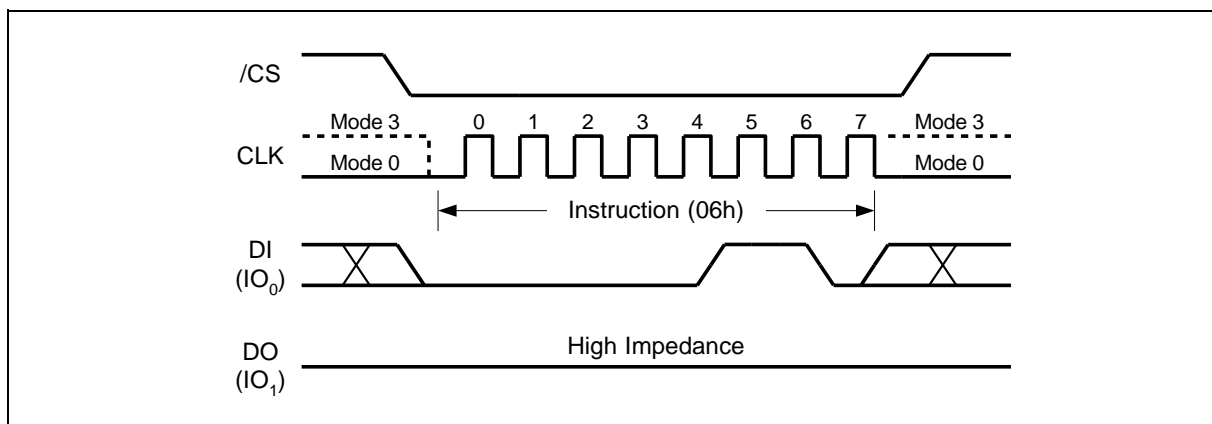 /CS
Mode 3 0 1 2 3 4 5 6 7 Mode 3
CLK
Mode 0 Mode 0
Instruction (06h)
DI
(IO₀)
High Impedance
DO
(IO₁)